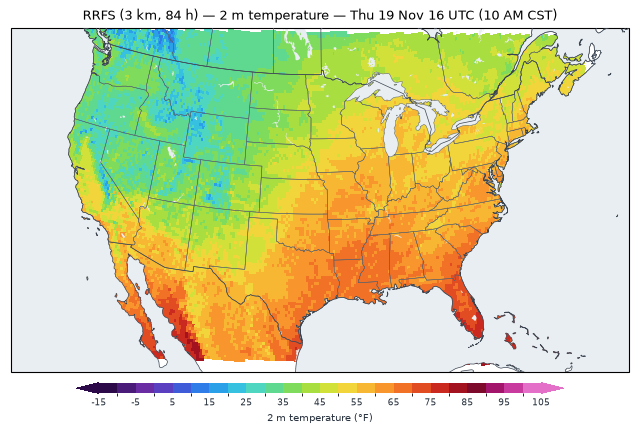 RRFS (3 km, 84 h) — 2 m temperature — Thu 19 Nov 16 UTC (10 AM CST)
-15 -5 5 15 25 35 45 55 65 75 85 95 105
2 m temperature (°F)